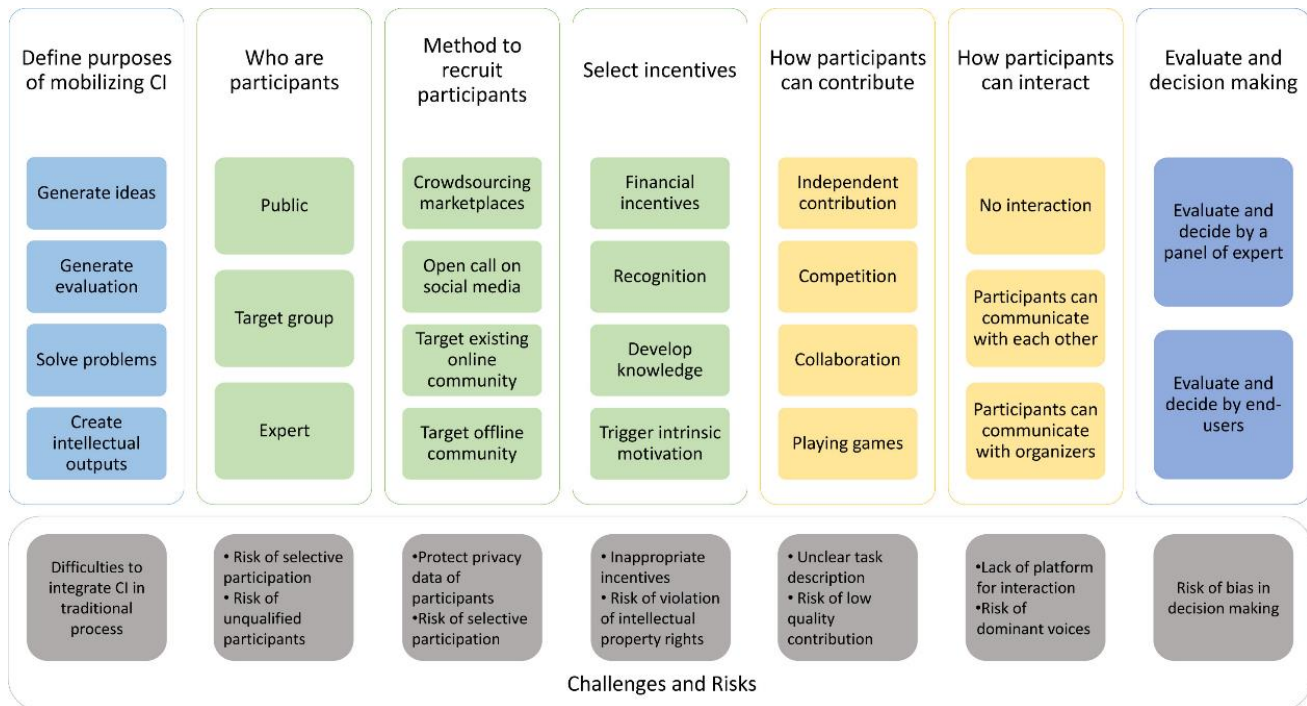 Define purposes
of mobilizing CI
Generate ideas
Generate
evaluation
Solve problems
Create
intellectual
outputs
Who are
participants
Public
Target group
Expert
Method to
recruit
participants
Crowdsourcing
marketplaces
Open call on
social media
Target existing
online
community
Target offline
community
Select incentives
Financial
incentives
Recognition
Develop
knowledge
Trigger intrinsic
motivation
How participants
can contribute
Independent
contribution
Competition
Collaboration
Playing games
How participants
can interact
No interaction
Participants can
communicate
with each other
Participants can
communicate
with organizers
Evaluate and
decision making
Evaluate and
decide by a
panel of expert
Evaluate and
decide by end-
users
Difficulties to
integrate CI in
traditional
process
• Risk of selective
participation
• Risk of
unqualified
participants
•Protect privacy
data of
participants
•Risk of selective
participation
• Inappropriate
incentives
• Risk of violation
of intellectual
property rights
• Unclear task
description
• Risk of low
quality
contribution
•Lack of platform
for interaction
•Risk of
dominant voices
Risk of bias in
decision making
Challenges and Risks